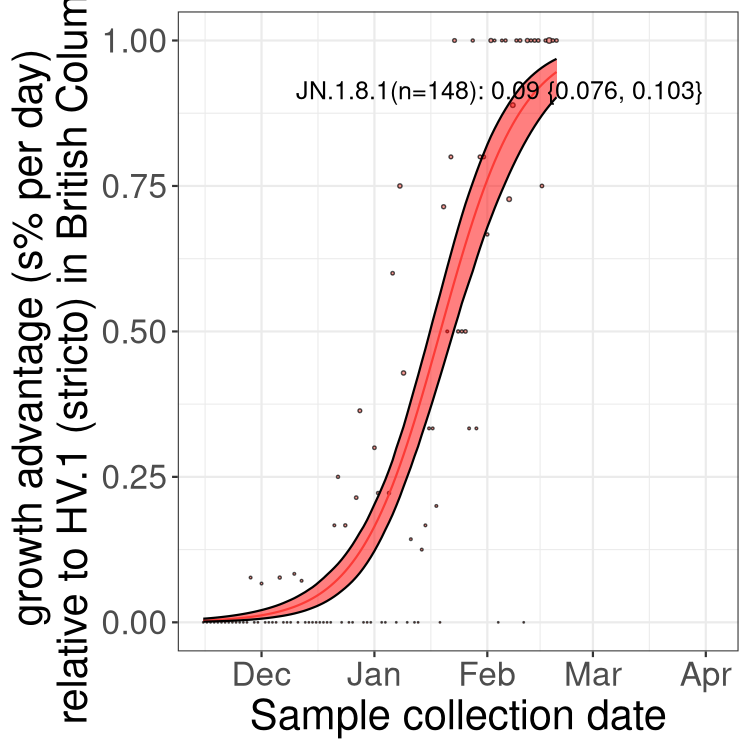 growth advantage (s% per day)
relative to HV.1 (stricto) in British Colum
1.00
0.75
0.50
0.25
0.00
JN.1.8.1(n=148): 0.09 {0.076, 0.103}
Dec Jan Feb Mar Apr
Sample collection date